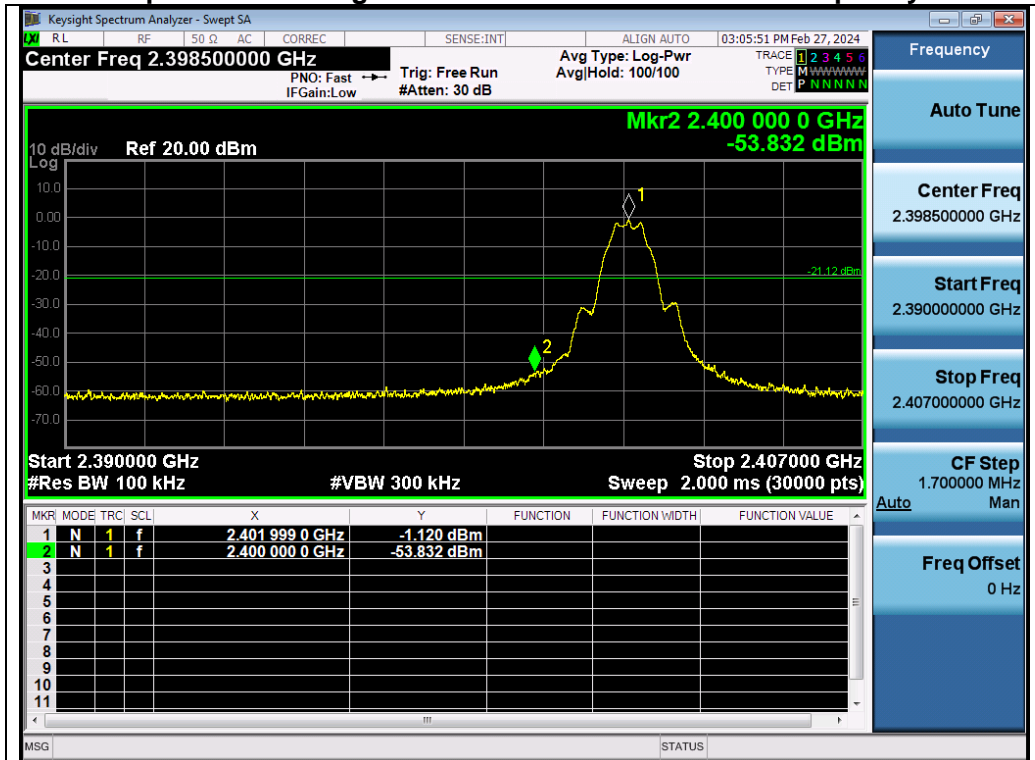 Keysight Spectrum Analyzer - Swept SA
LXI RL RF 50 Ω AC CORREC SENSE:INT ALIGN AUTO 03:05:51 PM Feb 27, 2024
Center Freq 2.398500000 GHz
PNO: Fast
IFGain:Low
Trig: Free Run
#Atten: 30 dB
Avg Type: Log-Pwr
Avg|Hold: 100/100
TRACE 1 2 3 4 5 6
TYPE M WWWWW
DET P N N N N N
Mkr2 2.400 000 0 GHz
-53.832 dBm
10 dB/div Ref 20.00 dBm
Log
10.0
0.00
-10.0
-20.0
-30.0
-40.0
-50.0
-60.0
-70.0
1
2
-21.12 dBm
Start 2.390000 GHz Stop 2.407000 GHz
#Res BW 100 kHz #VBW 300 kHz Sweep 2.000 ms (30000 pts)
MKR MODE TRC SCL X Y FUNCTION FUNCTION WIDTH FUNCTION VALUE
1 N 1 f 2.401 999 0 GHz -1.120 dBm
2 N 1 f 2.400 000 0 GHz -53.832 dBm
3
4
5
6
7
8
9
10
11
MSG STATUS
Frequency
Auto Tune
Center Freq
2.398500000 GHz
Start Freq
2.390000000 GHz
Stop Freq
2.407000000 GHz
CF Step
1.700000 MHz
Auto Man
Freq Offset
0 Hz